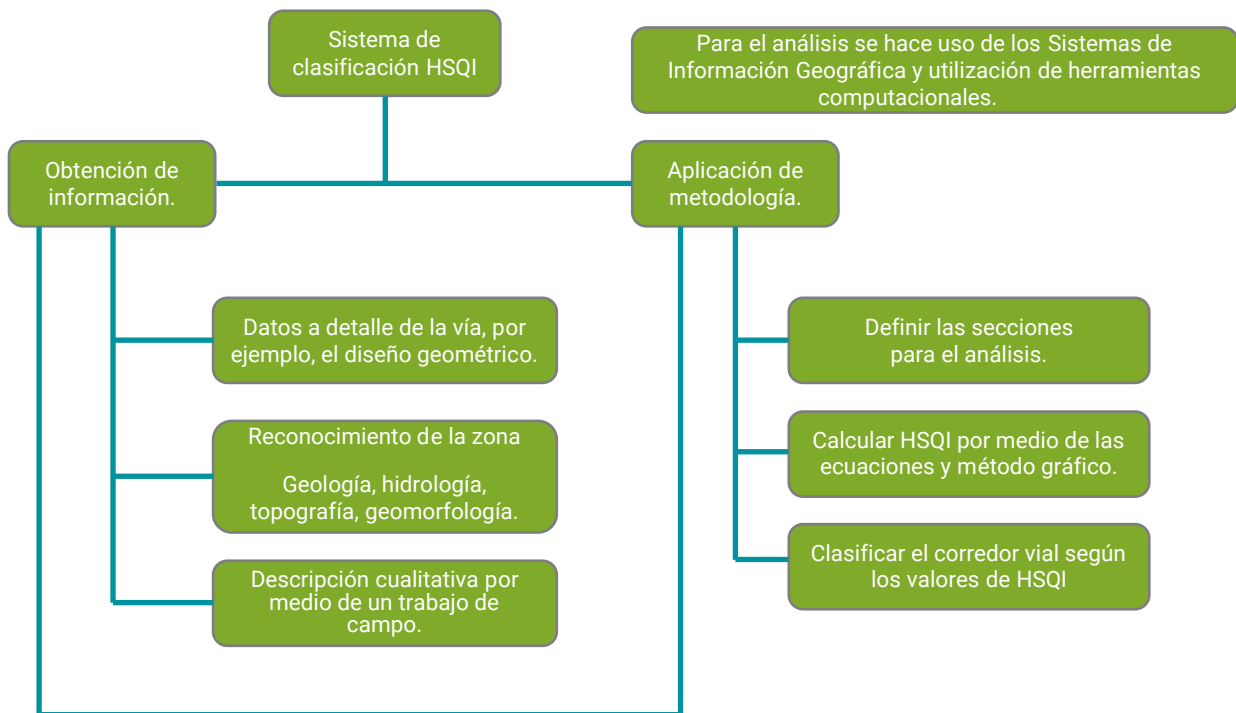 Sistema de
clasificación HSQI
Para el análisis se hace uso de los Sistemas de
Información Geográfica y utilización de herramientas
computacionales.
Obtención de
información.
Aplicación de
metodología.
Datos a detalle de la vía, por
ejemplo, el diseño geométrico.
Reconocimiento de la zona
Geología, hidrología,
topografía, geomorfología.
Descripción cualitativa por
medio de un trabajo de
campo.
Definir las secciones
para el análisis.
Calcular HSQI por medio de las
ecuaciones y método gráfico.
Clasificar el corredor vial según
los valores de HSQI